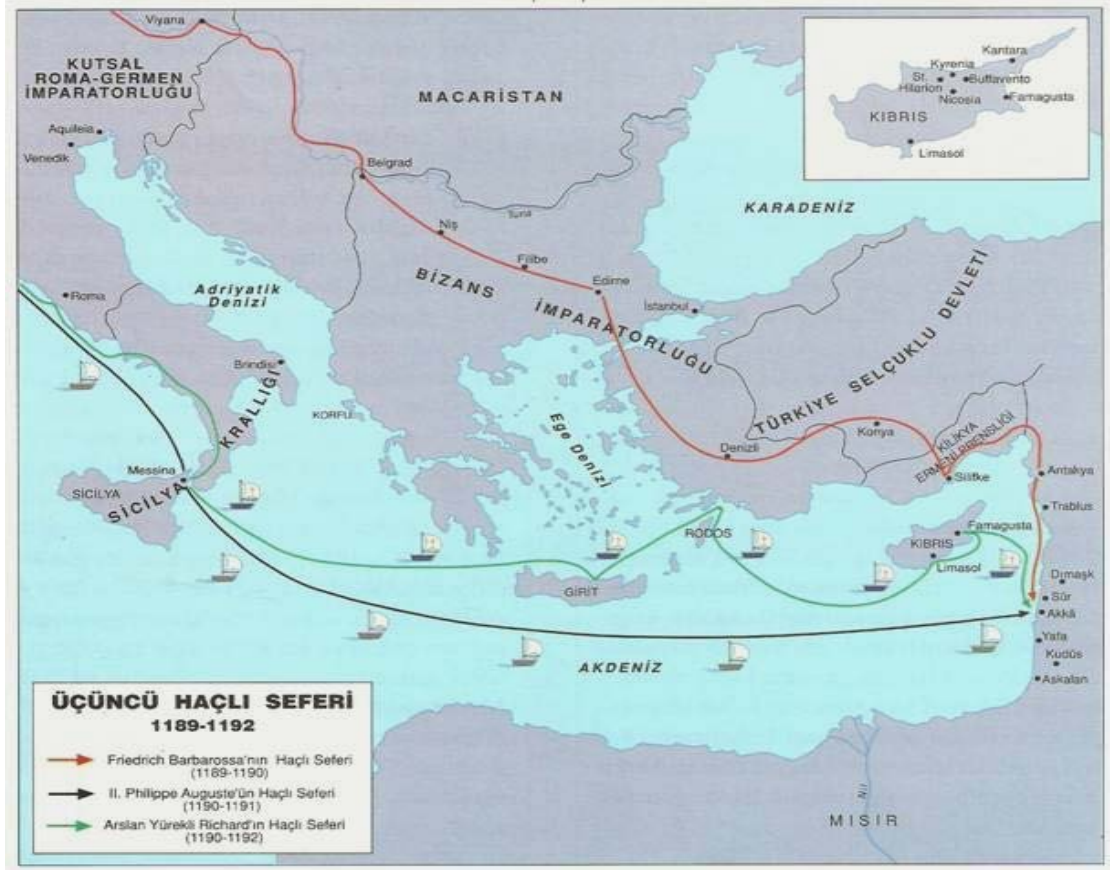 Viyana
KUTSAL
ROMA-GERMEN
İMPARATORLUĞU
MACARİSTAN
Aquileia
Venedik
Belgrad
Tuna
Niş
Filibe
Edirne
BİZANS İMPARATORLUĞU
KARADENİZ
İstanbul
Roma
Adriyatik
Denizi
Brindisi
KORFU
Ege Denizi
TÜRKİYE SELÇUKLU DEVLETİ
Denizli
Konya
KİLİKYA
ERMENİ PRENSLİĞİ
Silifke
Antakya
Trablus
Messina
SİCİLYA
SİCİLYA KRALLIĞI
RODOS
GİRİT
KIBRIS
Famagusta
Limasol
Dımaşk
Sûr
Akkâ
Yafa
Kudüs
Askalan
AKDENİZ
Nil
MISIR
Kantara
Kyrenia
St.
Hilarion
Buffavento
Nicosia
Famagusta
KIBRIS
Limasol
ÜÇÜNCÜ HAÇLI SEFERİ
1189-1192
Friedrich Barbarossa'nın Haçlı Seferi
(1189-1190)
II. Philippe Auguste'ün Haçlı Seferi
(1190-1191)
Arslan Yürekli Richard'ın Haçlı Seferi
(1190-1192)